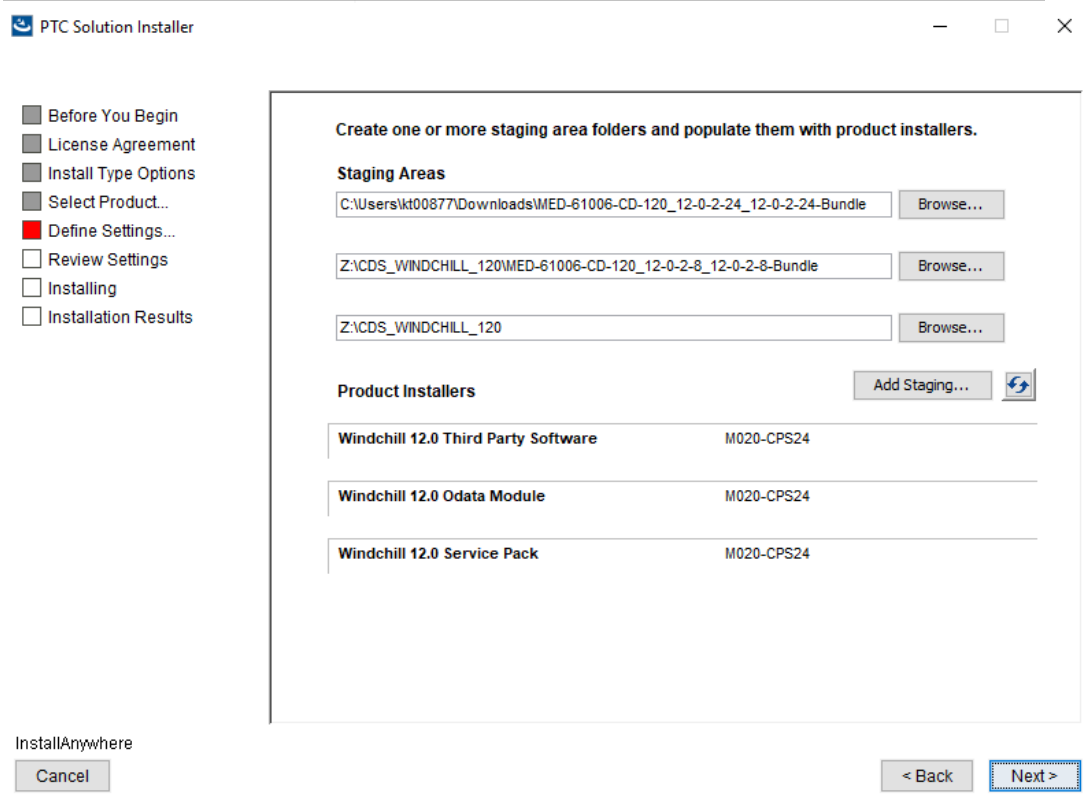 PTC Solution Installer
Before You Begin
License Agreement
Install Type Options
Select Product...
Define Settings...
Review Settings
Installing
Installation Results
Create one or more staging area folders and populate them with product installers.
Staging Areas
C:\Users\kt00877\Downloads\MED-61006-CD-120_12-0-2-24_12-0-2-24-Bundle Browse...
Z:\CDS_WINDCHILL_120\MED-61006-CD-120_12-0-2-8_12-0-2-8-Bundle Browse...
Z:\CDS_WINDCHILL_120 Browse...
Product Installers Add Staging...
Windchill 12.0 Third Party Software M020-CPS24
Windchill 12.0 Odata Module M020-CPS24
Windchill 12.0 Service Pack M020-CPS24
InstallAnywhere
Cancel < Back Next >